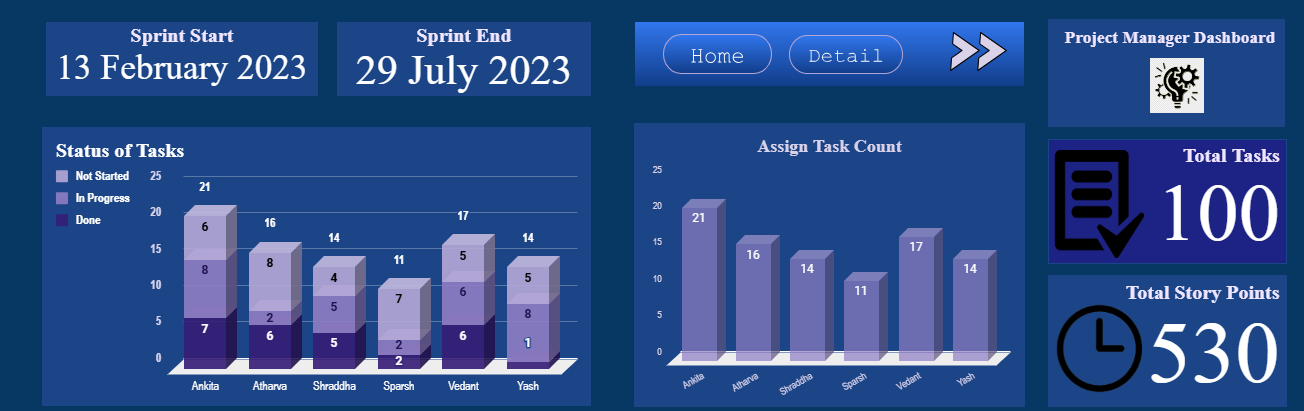 Sprint Start
13 February 2023
Sprint End
29 July 2023
Home
Detail
Project Manager Dashboard
Status of Tasks
Not Started
In Progress
Done
25
20
15
10
5
0
21
6
8
7
16
8
2
6
14
4
5
5
11
7
2
2
17
5
6
6
14
5
8
1
Ankita Atharva Shraddha Sparsh Vedant Yash
Assign Task Count
25
20
15
10
5
0
21
16
14
11
17
14
Ankita Atharva Shraddha Sparsh Vedant Yash
Total Tasks
100
Total Story Points
530